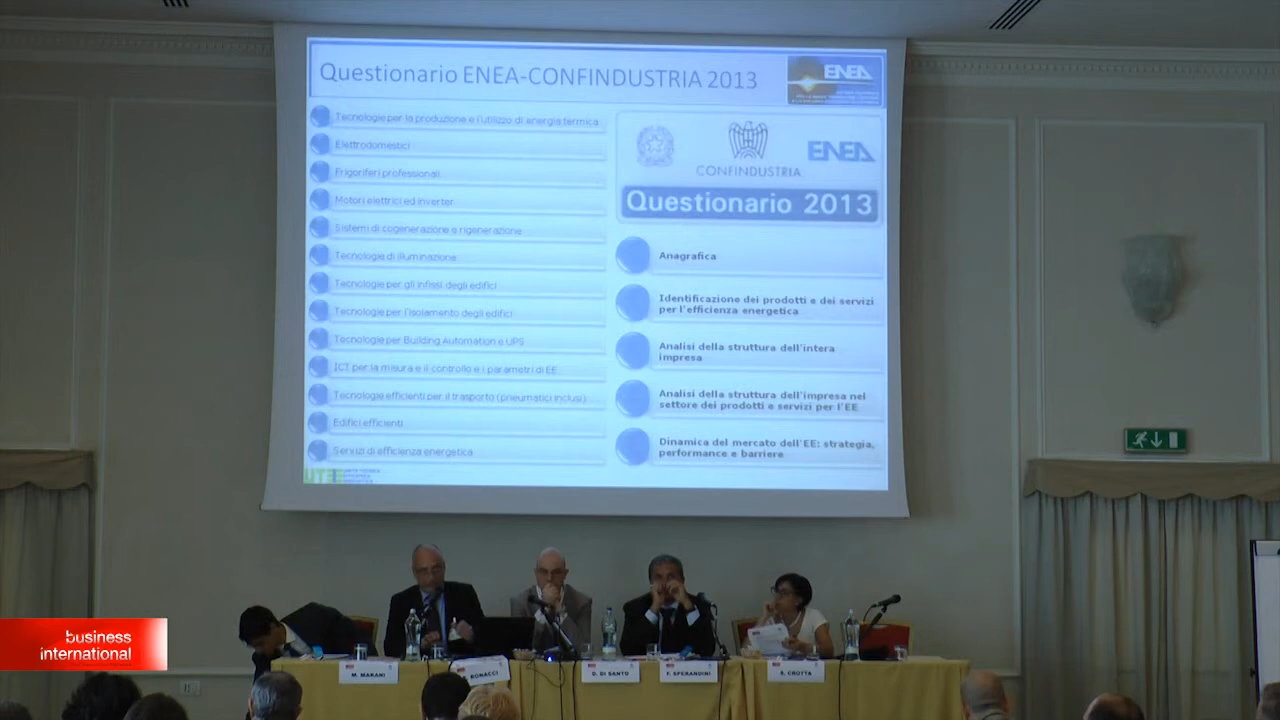 Questionario ENEA-CONFINDUSTRIA 2013
ENEA
Tecnologie per la produzione e l'utilizzo di energia termica
Elettrodomestici
Frigoriferi professionali
Motori elettrici ed inverter
Sistemi di cogenerazione e rigenerazione
Tecnologie di illuminazione
Tecnologie per gli infissi degli edifici
Tecnologie per l'isolamento degli edifici
Tecnologie per Building Automation e UPS
ICT per la misura e il controllo e i parametri di EE
Tecnologie efficienti per il trasporto (pneumatici inclusi)
Edifici efficienti
Servizi di efficienza energetica
CONFINDUSTRIA
ENEA
Questionario 2013
Anagrafica
Identificazione dei prodotti e dei servizi
per l'efficienza energetica
Analisi della struttura dell'intera
impresa
Analisi della struttura dell'impresa nel
settore dei prodotti e servizi per l'EE
Dinamica del mercato dell'EE: strategia,
performance e barriere
business
international
M. MARANI
BONACCI
D. DI SANTO
F. SPERANDINI
S. CROTTA